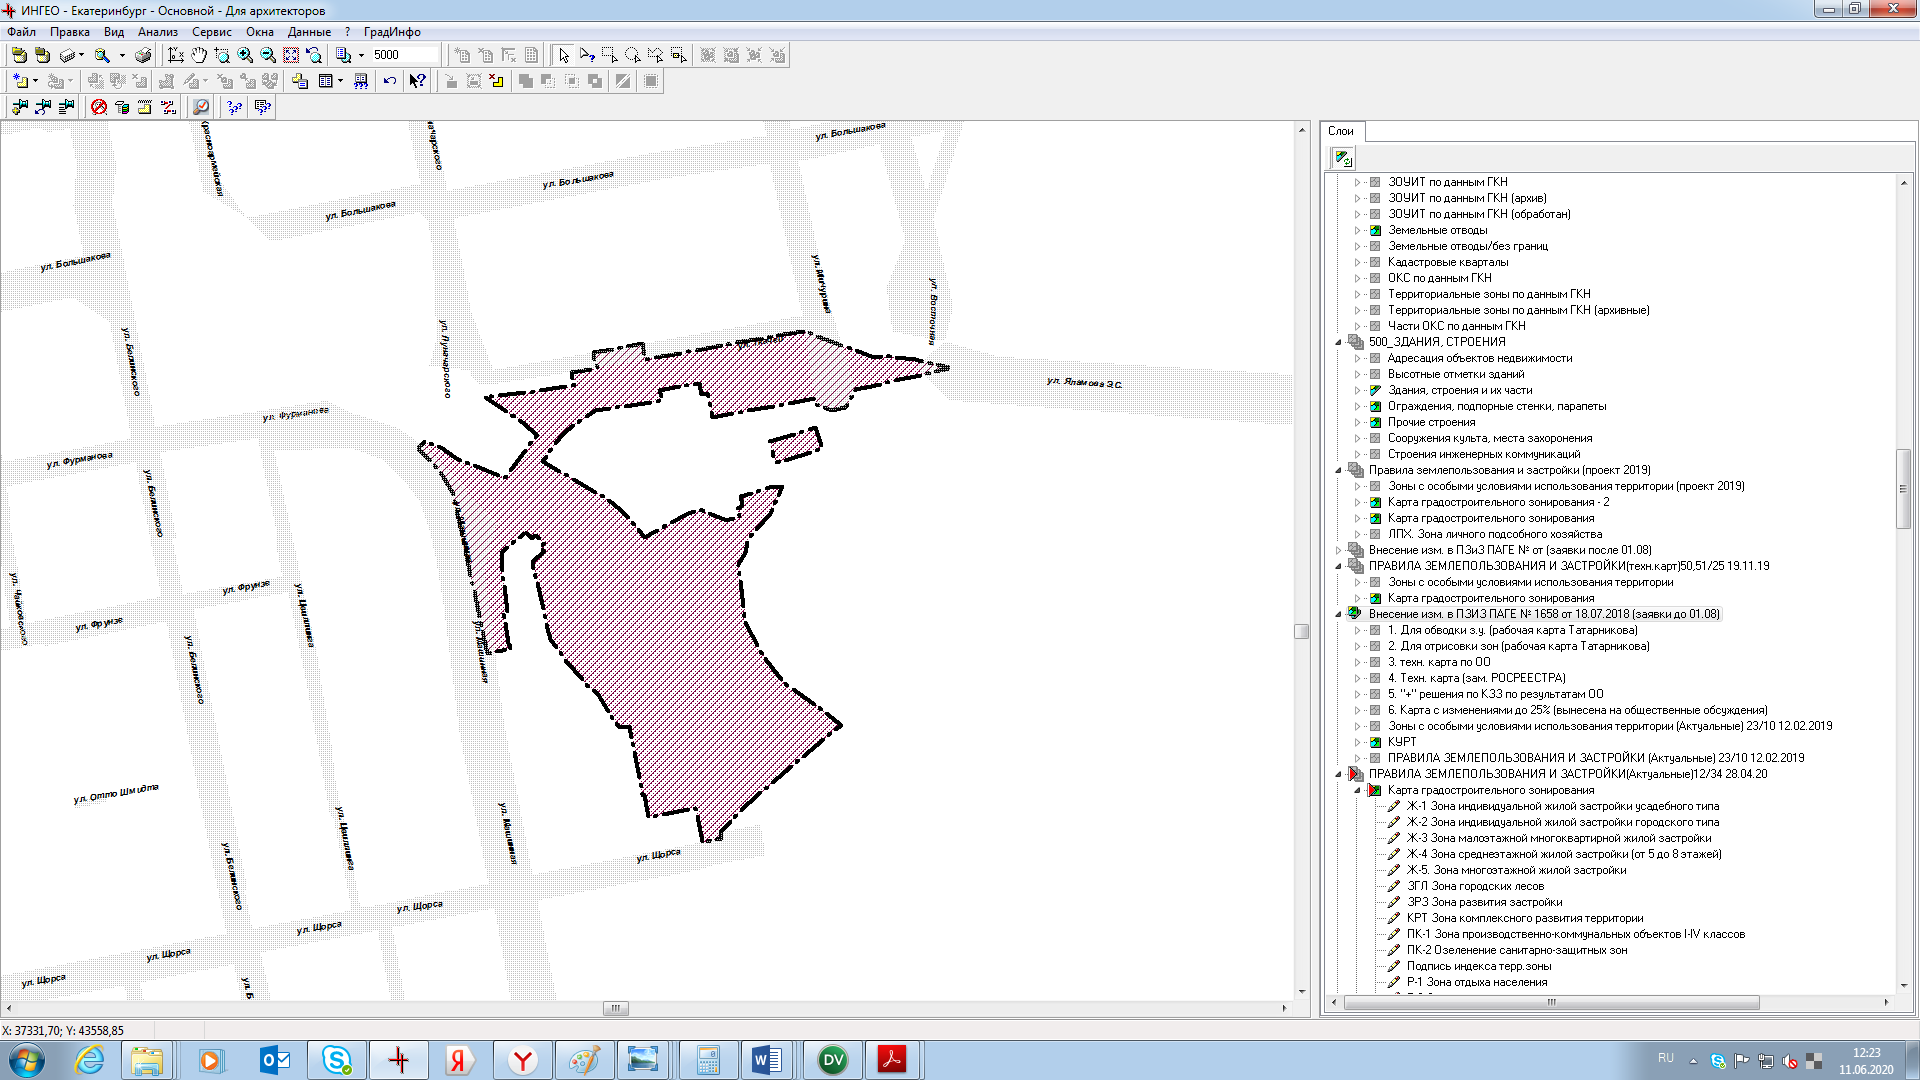 ИНГЕО - Екатеринбург - Основной - Для архитекторов
Файл Правка Вид Анализ Сервис Окна Данные ? ГрадИнфо
5000
ул. Большакова
ул. Большакова
ул. Большакова
ул. Большакова
Красноармейская
ул. Мичурина
ул. Восточная
ул. Белинского
ул. Луначарского
ул. Яламова Э.С.
ул. Фурманова
ул. Фурманова
ул. Белинского
ул. Чайковского
ул. Фрунзе
ул. Фрунзе
ул. Цвиллинга
ул. Машинная
ул. Белинского
ул. Отто Шмидта
ул. Цвиллинга
ул. Машинная
ул. Белинского
ул. Щорса
ул. Щорса
ул. Щорса
ул. Щорса
ул. Щорса
ул. Б
Слои
ЗОУИТ по данным ГКН
ЗОУИТ по данным ГКН (архив)
ЗОУИТ по данным ГКН (обработан)
Земельные отводы
Земельные отводы/без границ
Кадастровые кварталы
ОКС по данным ГКН
Территориальные зоны по данным ГКН
Территориальные зоны по данным ГКН (архивные)
Части ОКС по данным ГКН
500_ЗДАНИЯ, СТРОЕНИЯ
Адресация объектов недвижимости
Высотные отметки зданий
Здания, строения и их части
Ограждения, подпорные стенки, парапеты
Прочие строения
Сооружения культа, места захоронения
Строения инженерных коммуникаций
Правила землепользования и застройки (проект 2019)
Зоны с особыми условиями использования территории (проект 2019)
Карта градостроительного зонирования - 2
Карта градостроительного зонирования
ЛПХ. Зона личного подсобного хозяйства
Внесение изм. в ПЗиЗ ПАГЕ № от (заявки после 01.08)
ПРАВИЛА ЗЕМЛЕПОЛЬЗОВАНИЯ И ЗАСТРОЙКИ(техн.карт)50,51/25 19.11.19
Зоны с особыми условиями использования территории
Карта градостроительного зонирования
Внесение изм. в ПЗИЗ ПАГЕ № 1658 от 18.07.2018 (заявки до 01.08)
1. Для обводки з.у. (рабочая карта Татарникова)
2. Для отрисовки зон (рабочая карта Татарникова)
3. техн. карта по ОО
4. Техн. карта (зам. РОСРЕЕСТРА)
5. "+" решения по КЗЗ по результатам ОО
6. Карта с изменениями до 25% (вынесена на общественные обсуждения)
Зоны с особыми условиями использования территории (Актуальные) 23/10 12.02.2019
КУРТ
ПРАВИЛА ЗЕМЛЕПОЛЬЗОВАНИЯ И ЗАСТРОЙКИ (Актуальные) 23/10 12.02.2019
ПРАВИЛА ЗЕМЛЕПОЛЬЗОВАНИЯ И ЗАСТРОЙКИ(Актуальные)12/34 28.04.20
Карта градостроительного зонирования
Ж-1 Зона индивидуальной жилой застройки усадебного типа
Ж-2 Зона индивидуальной жилой застройки городского типа
Ж-3 Зона малоэтажной многоквартирной жилой застройки
Ж-4 Зона среднеэтажной жилой застройки (от 5 до 8 этажей)
Ж-5. Зона многоэтажной жилой застройки
ЗГЛ Зона городских лесов
ЗРЗ Зона развития застройки
КРТ Зона комплексного развития территории
ПК-1 Зона производственно-коммунальных объектов I-IV классов
ПК-2 Озеленение санитарно-защитных зон
Подпись индекса терр.зоны
Р-1 Зона отдыха населения
X: 37331,70; Y: 43558,85
RU
12:23
11.06.2020